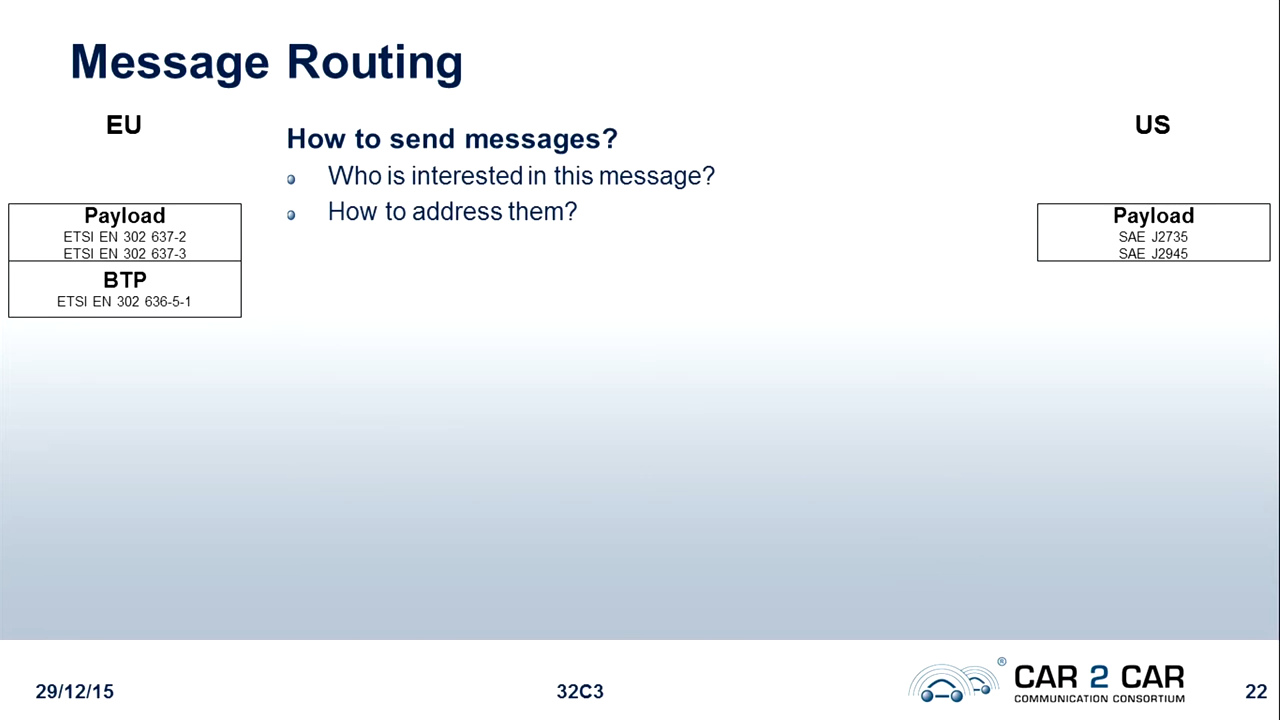 Message Routing
EU
How to send messages?
Who is interested in this message?
How to address them?
US
Payload
ETSI EN 302 637-2
ETSI EN 302 637-3
BTP
ETSI EN 302 636-5-1
Payload
SAE J2735
SAE J2945
29/12/15
32C3
®
CAR 2 CAR
COMMUNICATION CONSORTIUM
22